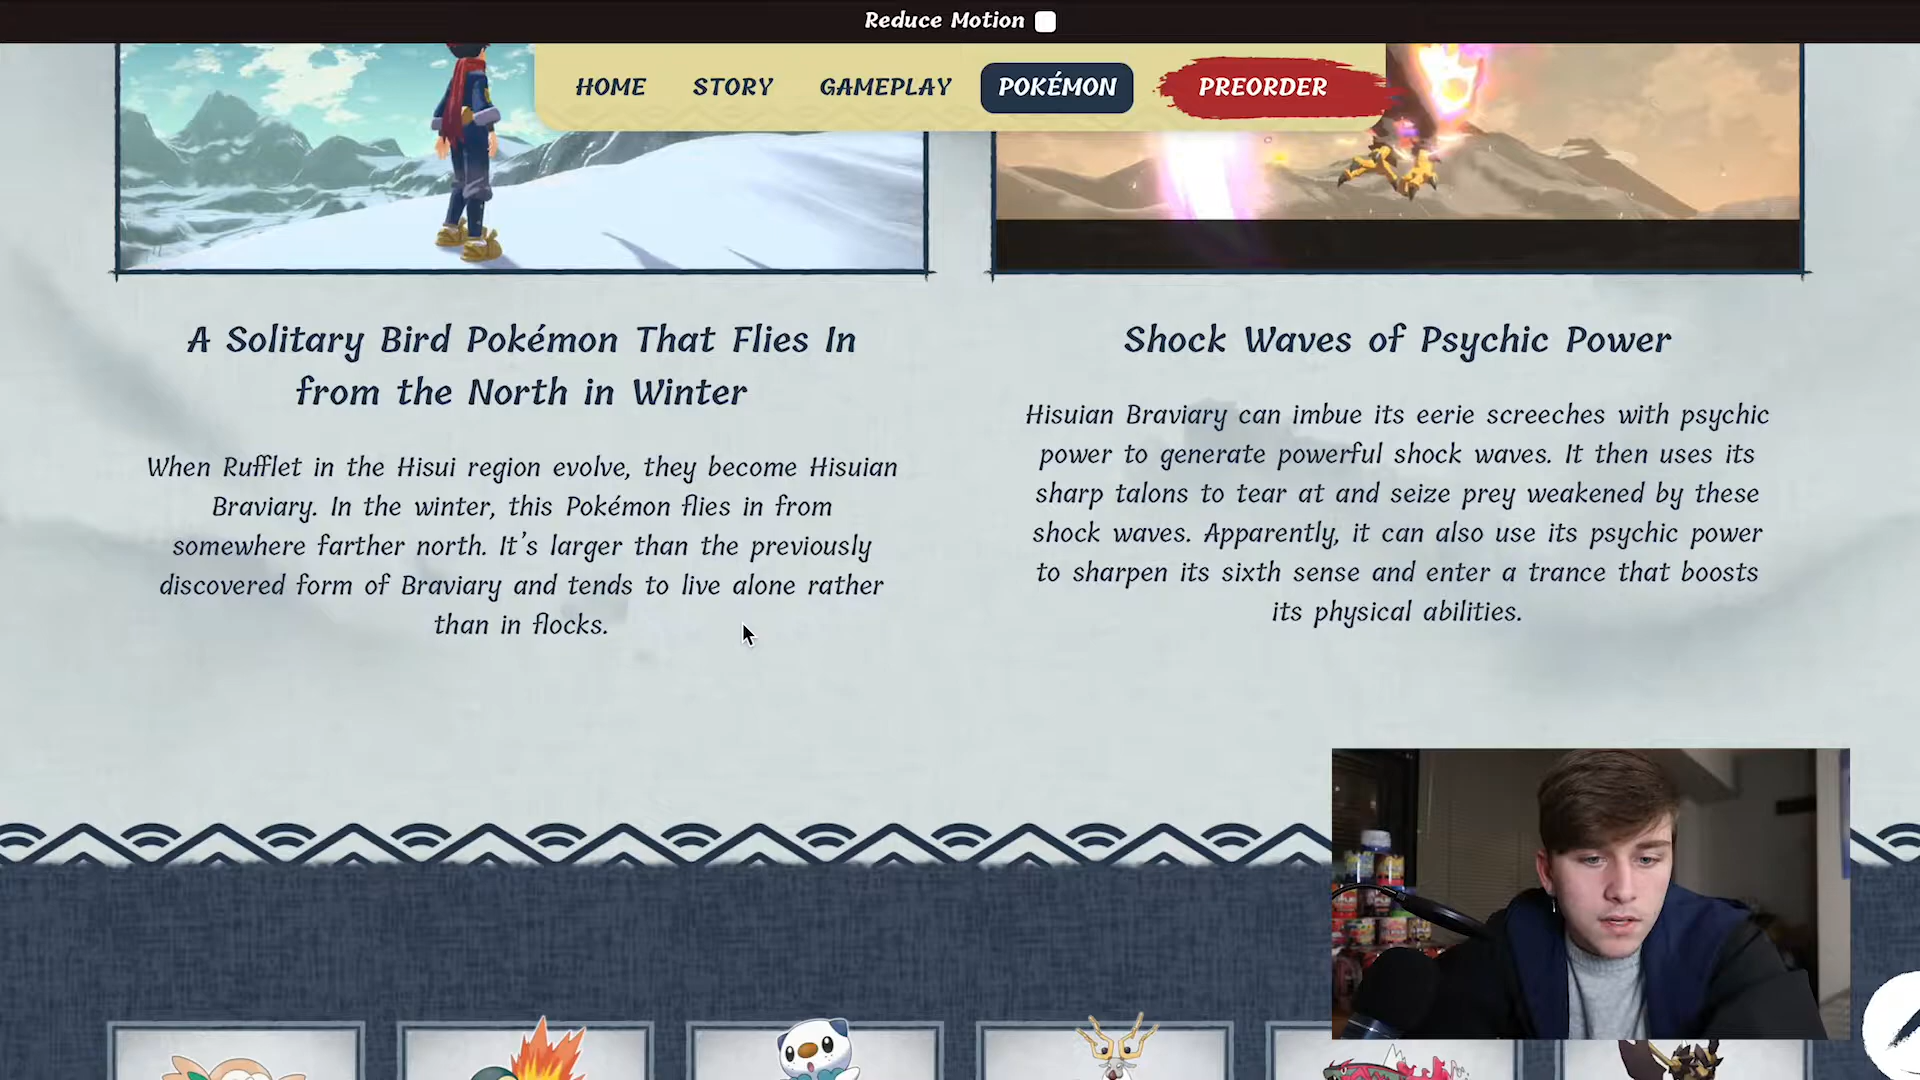 Reduce Motion
HOME STORY GAMEPLAY POKÉMON PREORDER
A Solitary Bird Pokémon That Flies In
from the North in Winter
When Rufflet in the Hisui region evolve, they become Hisuian
Braviary. In the winter, this Pokémon flies in from
somewhere farther north. It’s larger than the previously
discovered form of Braviary and tends to live alone rather
than in flocks.
Shock Waves of Psychic Power
Hisuian Braviary can imbue its eerie screeches with psychic
power to generate powerful shock waves. It then uses its
sharp talons to tear at and seize prey weakened by these
shock waves. Apparently, it can also use its psychic power
to sharpen its sixth sense and enter a trance that boosts
its physical abilities.